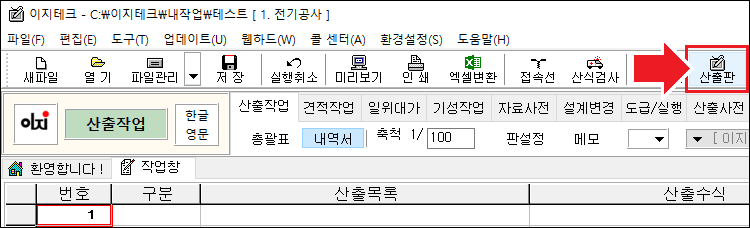 이지테크 - C:₩이지테크₩내작업₩테스트 [ 1. 전기공사 ]
파일(F) 편집(E) 도구(T) 업데이트(U) 웹하드(W) 콜 센터(A) 환경설정(S) 도움말(H)
새파일 열 기 파일관리 저 장 실행취소 미리보기 인 쇄 엑셀변환 접속선 산식검사 산출판
산출작업 견적작업 일위대가 기성작업 자료사전 설계변경 도급/실행 산출사전
ezi 산출작업 한글 영문
총괄표 내역서 축척 1/ 100 판설정 메모 [ 이지
환영합니다 ! 작업창
번호 구분 산출목록 산출수식
1